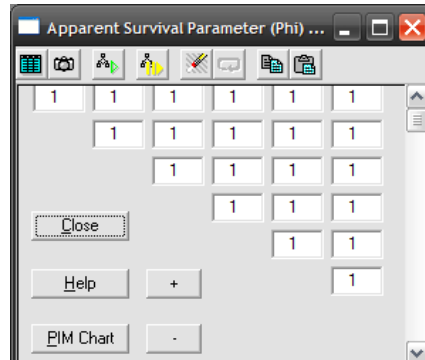 Apparent Survival Parameter (Phi) ...
1 1 1 1 1 1
1 1 1 1 1
1 1 1 1
1 1 1
Close
1 1
Help + 1
PIM Chart -